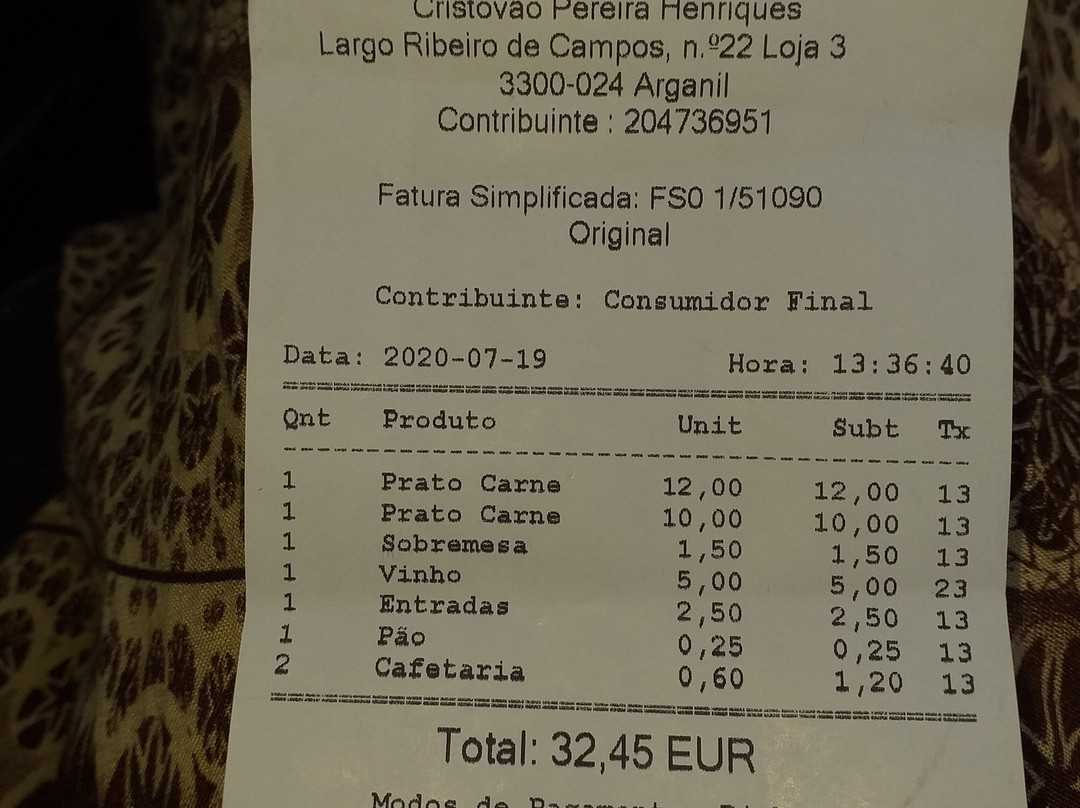 Cristovão Pereira Henriques
Largo Ribeiro de Campos, n.º22 Loja 3
3300-024 Arganil
Contribuinte : 204736951
Fatura Simplificada: FS0 1/51090
Original
Contribuinte: Consumidor Final
Data: 2020-07-19 Hora: 13:36:40
Qnt Produto Unit Subt Tx
1 Prato Carne 12,00 12,00 13
1 Prato Carne 10,00 10,00 13
1 Sobremesa 1,50 1,50 13
1 Vinho 5,00 5,00 23
1 Entradas 2,50 2,50 13
1 Pão 0,25 0,25 13
2 Cafetaria 0,60 1,20 13
Total: 32,45 EUR
Modos de